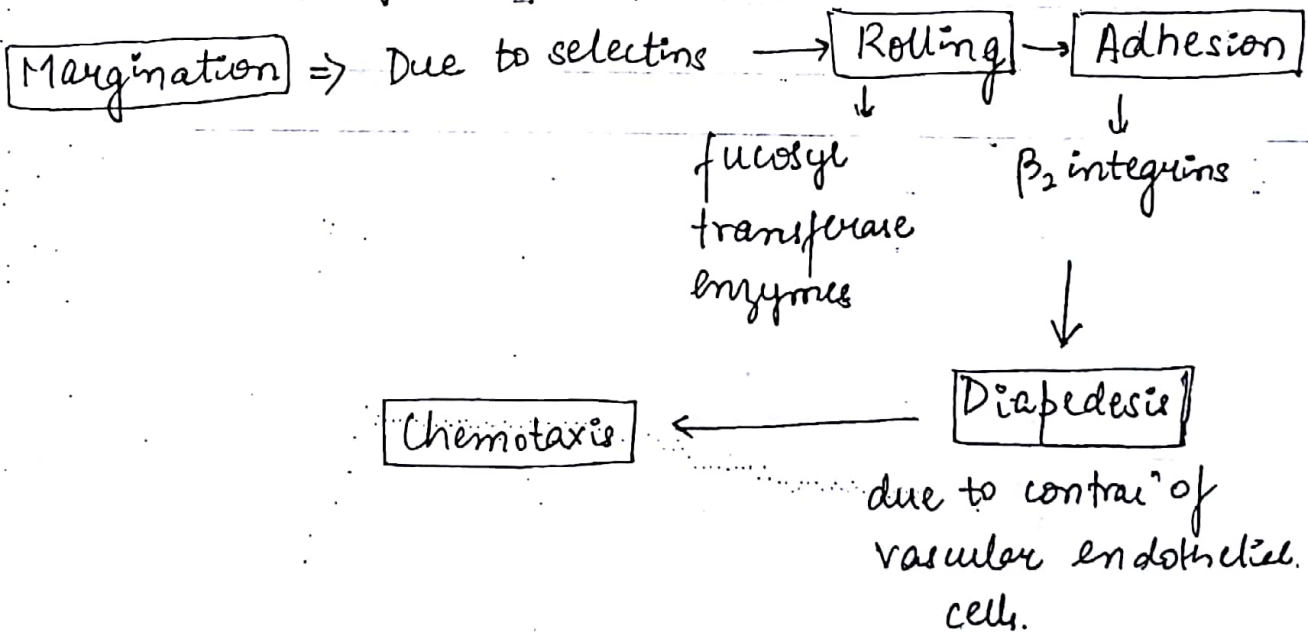 Margination => Due to selectins → Rolling → Adhesion
↓ ↓
fucosyl
transferase
enzymes
β₂ integrins
↓
Diapedesis
due to contracⁿ of
vascular endothelial
cells.
← Chemotaxis